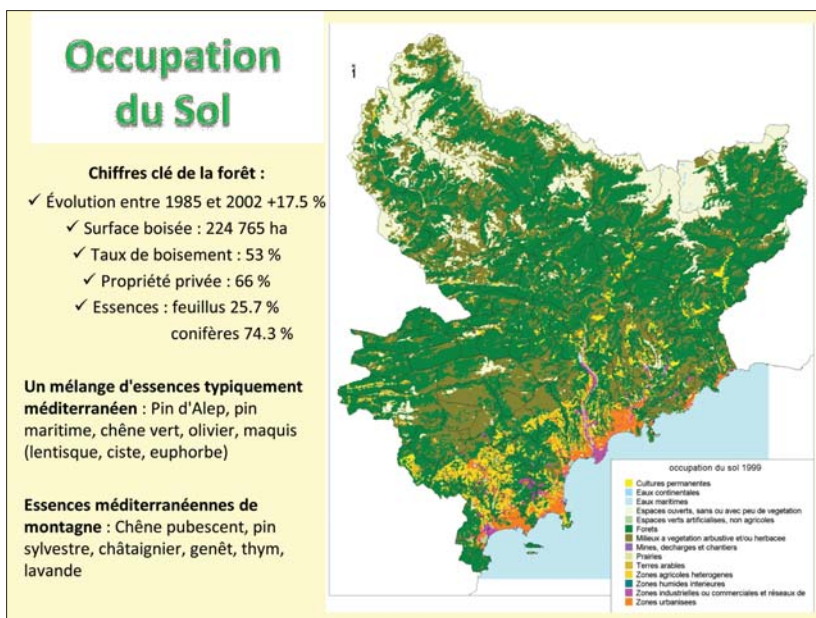 Occupation
du Sol
Chiffres clé de la forêt :
✓ Évolution entre 1985 et 2002 +17.5 %
✓ Surface boisée : 224 765 ha
✓ Taux de boisement : 53 %
✓ Propriété privée : 66 %
✓ Essences : feuillus 25.7 %
conifères 74.3 %
Un mélange d'essences typiquement
méditerranéen : Pin d'Alep, pin
maritime, chêne vert, olivier, maquis
(lentisque, ciste, euphorbe)
Essences méditerranéennes de
montagne : Chêne pubescent, pin
sylvestre, châtaignier, genêt, thym,
lavande
occupation du sol 1999
Cultures permanentes
Eaux continentales
Eaux maritimes
Espaces ouverts, sans ou avec peu de vegetation
Espaces verts artificialises, non agricoles
Forets
Milieux a vegetation arbustive et/ou herbacee
Mines, decharges et chantiers
Prairies
Terres arables
Zones agricoles heterogenes
Zones humides interieures
Zones industrielles ou commerciales et réseaux de
Zones urbanisees